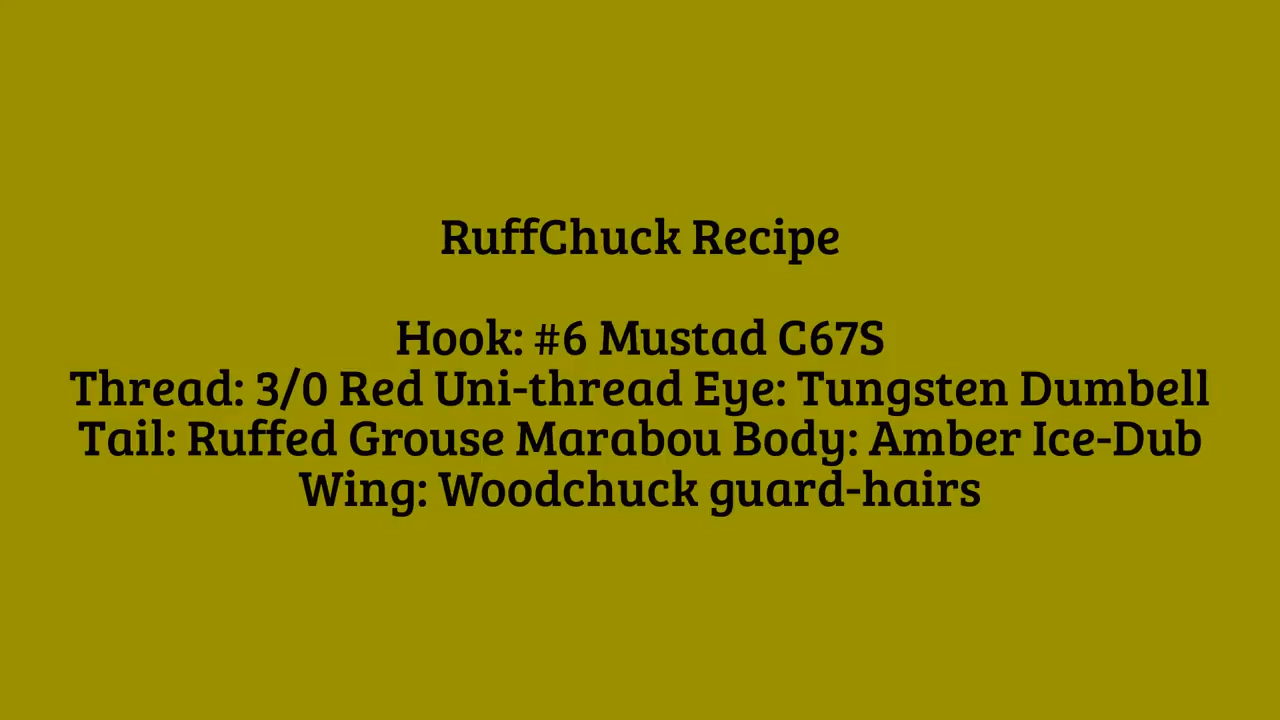 RuffChuck Recipe
Hook: #6 Mustad C67S
Thread: 3/0 Red Uni-thread Eye: Tungsten Dumbell
Tail: Ruffed Grouse Marabou Body: Amber Ice-Dub
Wing: Woodchuck guard-hairs